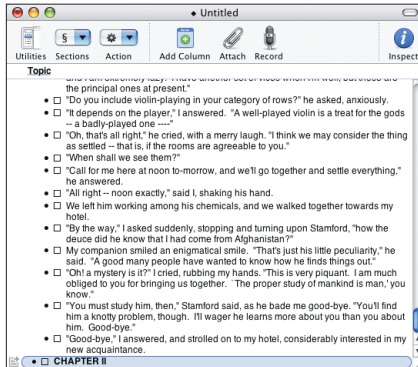 Untitled
Utilities Sections Action Add Column Attach Record Inspect
Topic
and I am extremely lazy. I have another set of vices when I'm well, but those are
the principal ones at present."
"Do you include violin-playing in your category of rows?" he asked, anxiously.
"It depends on the player," I answered. "A well-played violin is a treat for the gods
-- a badly-played one ----"
"Oh, that's all right," he cried, with a merry laugh. "I think we may consider the thing
as settled -- that is, if the rooms are agreeable to you."
"When shall we see them?"
"Call for me here at noon to-morrow, and we'll go together and settle everything,"
he answered.
"All right -- noon exactly," said I, shaking his hand.
We left him working among his chemicals, and we walked together towards my
hotel.
"By the way," I asked suddenly, stopping and turning upon Stamford, "how the
deuce did he know that I had come from Afghanistan?"
My companion smiled an enigmatical smile. "That's just his little peculiarity," he
said. "A good many people have wanted to know how he finds things out."
"Oh! a mystery is it?" I cried, rubbing my hands. "This is very piquant. I am much
obliged to you for bringing us together. `The proper study of mankind is man,' you
know."
"You must study him, then," Stamford said, as he bade me good-bye. "You'll find
him a knotty problem, though. I'll wager he learns more about you than you about
him. Good-bye."
"Good-bye," I answered, and strolled on to my hotel, considerably interested in my
new acquaintance.
CHAPTER II